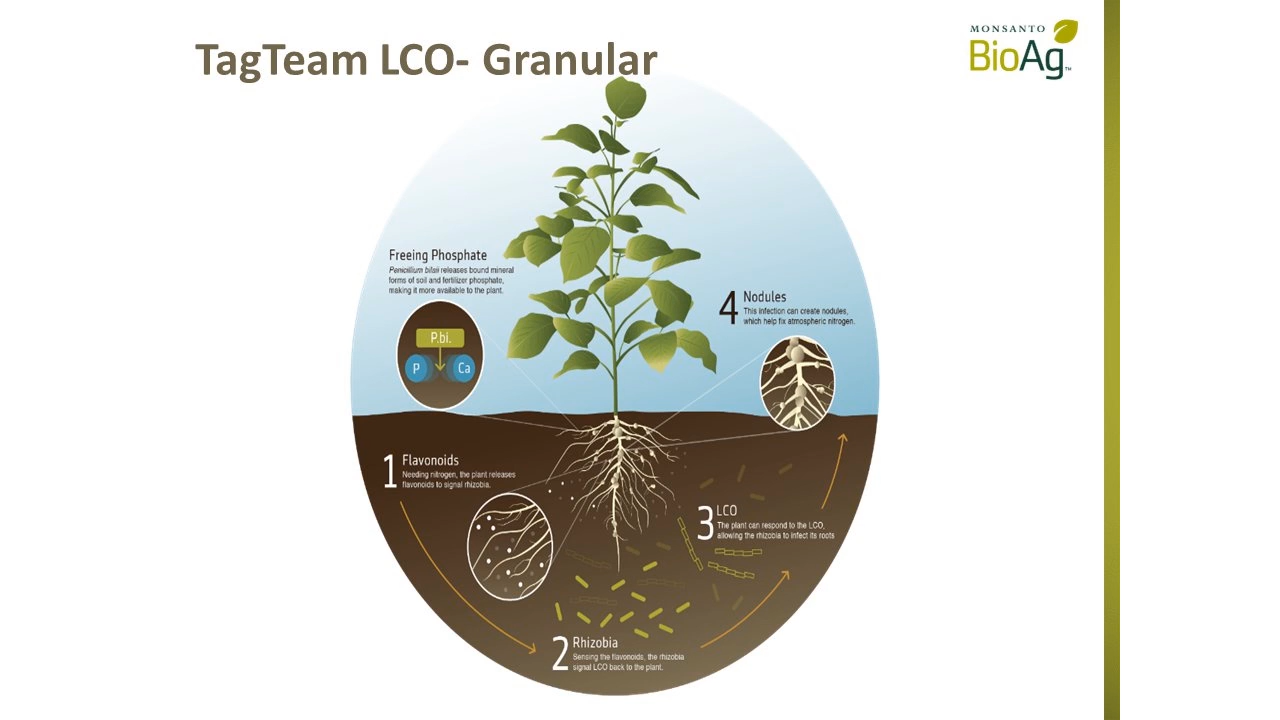 TagTeam LCO- Granular
MONSANTO
BioAg™
Freeing Phosphate
Penicillium bilaii releases bound mineral
forms of soil and fertilizer phosphate,
making it more available to the plant.
P.bi.
P
Ca
1 Flavonoids
Needing nitrogen, the plant releases
flavonoids to signal rhizobia.
2 Rhizobia
Sensing the flavonoids, the rhizobia
signal LCO back to the plant.
3 LCO
The plant can respond to the LCO,
allowing the rhizobia to infect its roots
4 Nodules
This infection can create nodules,
which help fix atmospheric nitrogen.